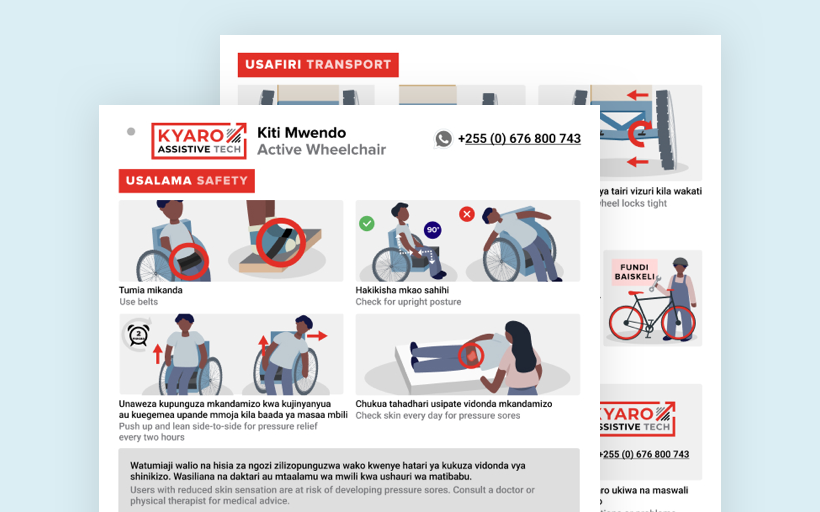 USAFIRI TRANSPORT
KYARO
ASSISTIVE TECH
Kiti Mwendo
Active Wheelchair
+255 (0) 676 800 743
USALAMA SAFETY
90°
Tumia mikanda
Use belts
Hakikisha mkao sahihi
Check for upright posture
2
Unaweza kupunguza mkandamizo kwa kujinyanyua
au kuegemea upande mmoja kila baada ya masaa mbili
Push up and lean side-to-side for pressure relief
every two hours
Chukua tahadhari usipate vidonda mkandamizo
Check skin every day for pressure sores
Watumiaji walio na hisia za ngozi zilizopunguzwa wako kwenye hatari ya kukuza vidonda vya
shinikizo. Wasiliana na daktari au mtaalamu wa mwili kwa ushauri wa matibabu.
Users with reduced skin sensation are at risk of developing pressure sores. Consult a doctor or
physical therapist for medical advice.
ya tairi vizuri kila wakati
wheel locks tight
FUNDI
BAISKELI
KYARO
SSISTIVE TECH
+255 (0) 676 800 743
ro ukiwa na maswali